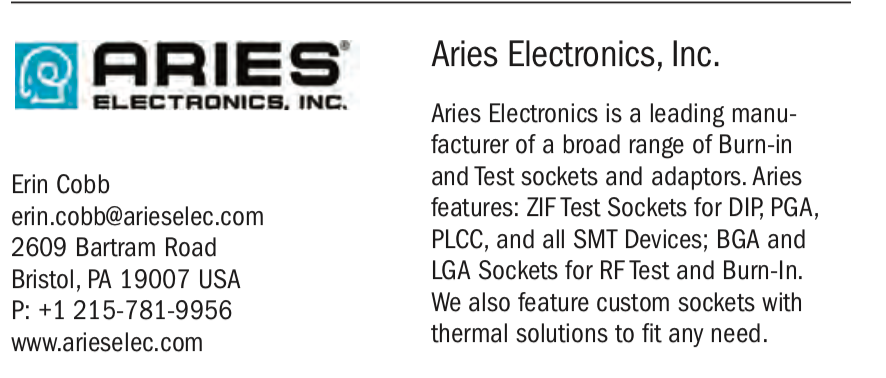 ARIES®
ELECTRONICS, INC.
Erin Cobb
erin.cobb@arieselec.com
2609 Bartram Road
Bristol, PA 19007 USA
P: +1 215-781-9956
www.arieselec.com
Aries Electronics, Inc.
Aries Electronics is a leading manu-
facturer of a broad range of Burn-in
and Test sockets and adaptors. Aries
features: ZIF Test Sockets for DIP, PGA,
PLCC, and all SMT Devices; BGA and
LGA Sockets for RF Test and Burn-In.
We also feature custom sockets with
thermal solutions to fit any need.